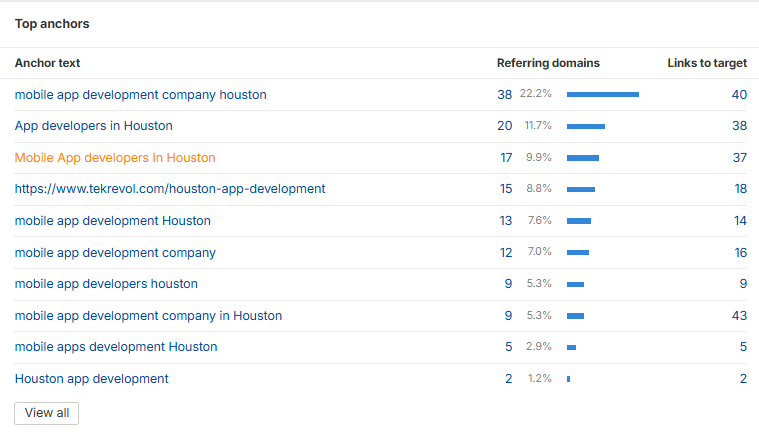 Top anchors
Anchor text Referring domains Links to target
mobile app development company houston 38 22.2% 40
App developers in Houston 20 11.7% 38
Mobile App developers In Houston 17 9.9% 37
https://www.tekrevol.com/houston-app-development 15 8.8% 18
mobile app development Houston 13 7.6% 14
mobile app development company 12 7.0% 16
mobile app developers houston 9 5.3% 9
mobile app development company in Houston 9 5.3% 43
mobile apps development Houston 5 2.9% 5
Houston app development 2 1.2% 2
View all